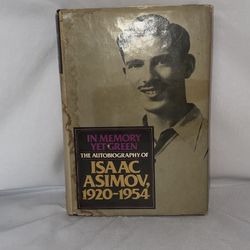 IN MEMORY
YET GREEN
THE AUTOBIOGRAPHY OF
ISAAC
ASIMOV,
1920-1954